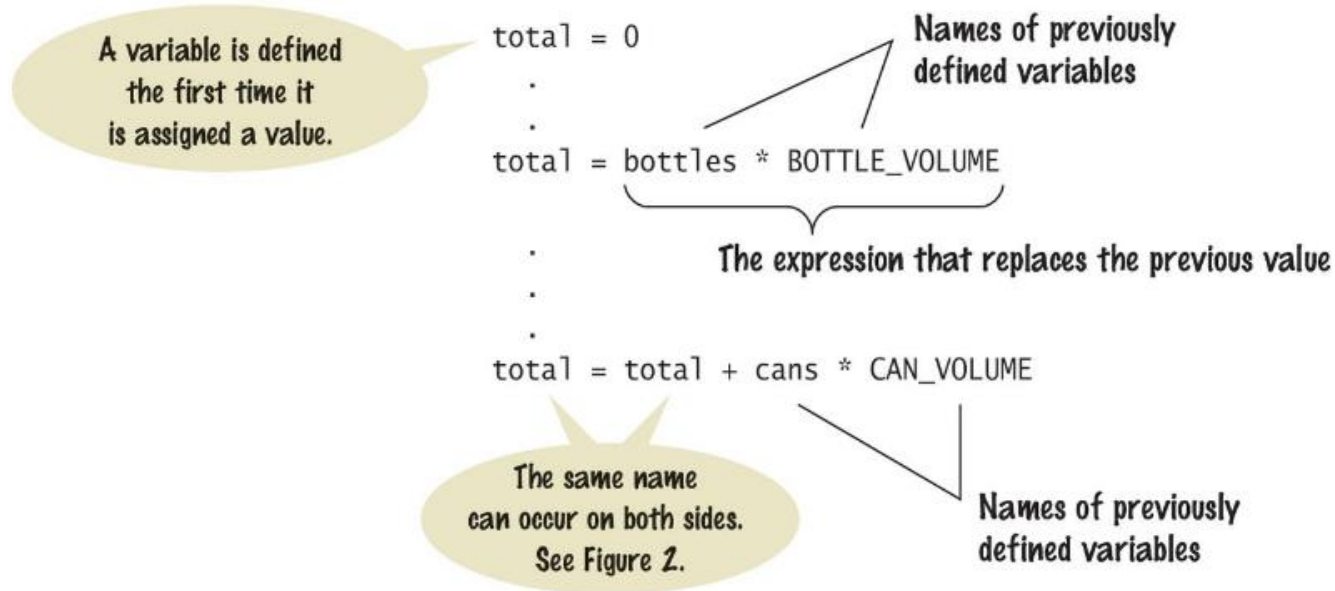 A variable is defined
the first time it
is assigned a value.
total = 0
Names of previously
defined variables
.
.
total = bottles * BOTTLE_VOLUME
The expression that replaces the previous value
.
.
.
total = total + cans * CAN_VOLUME
The same name
can occur on both sides.
See Figure 2.
Names of previously
defined variables